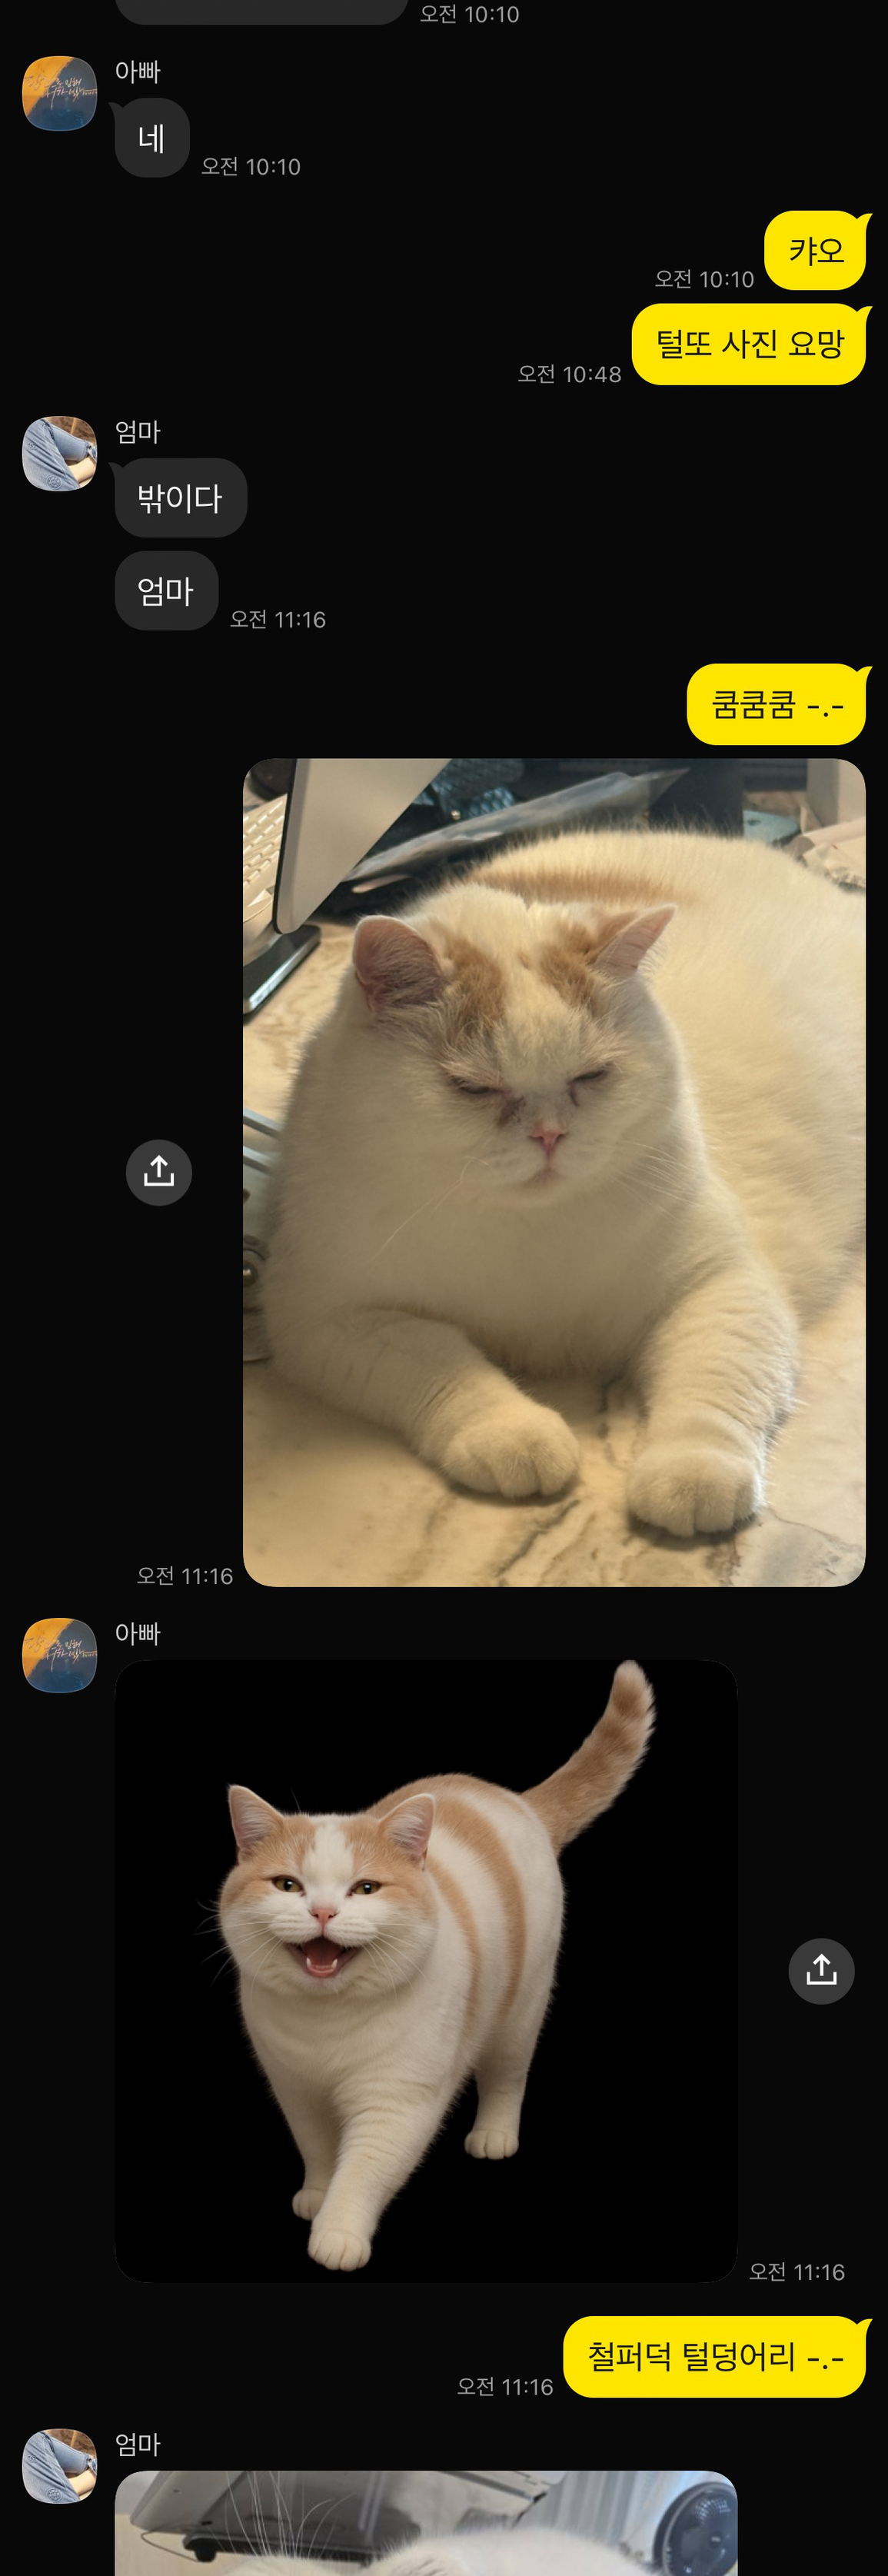 오전 10:10
아빠
네
오전 10:10
캬오
오전 10:10
털또 사진 요망
오전 10:48
엄마
밖이다
엄마
오전 11:16
쿰쿰쿰 -.-
오전 11:16
아빠
오전 11:16
철퍼덕 털덩어리 -.-
오전 11:16
엄마